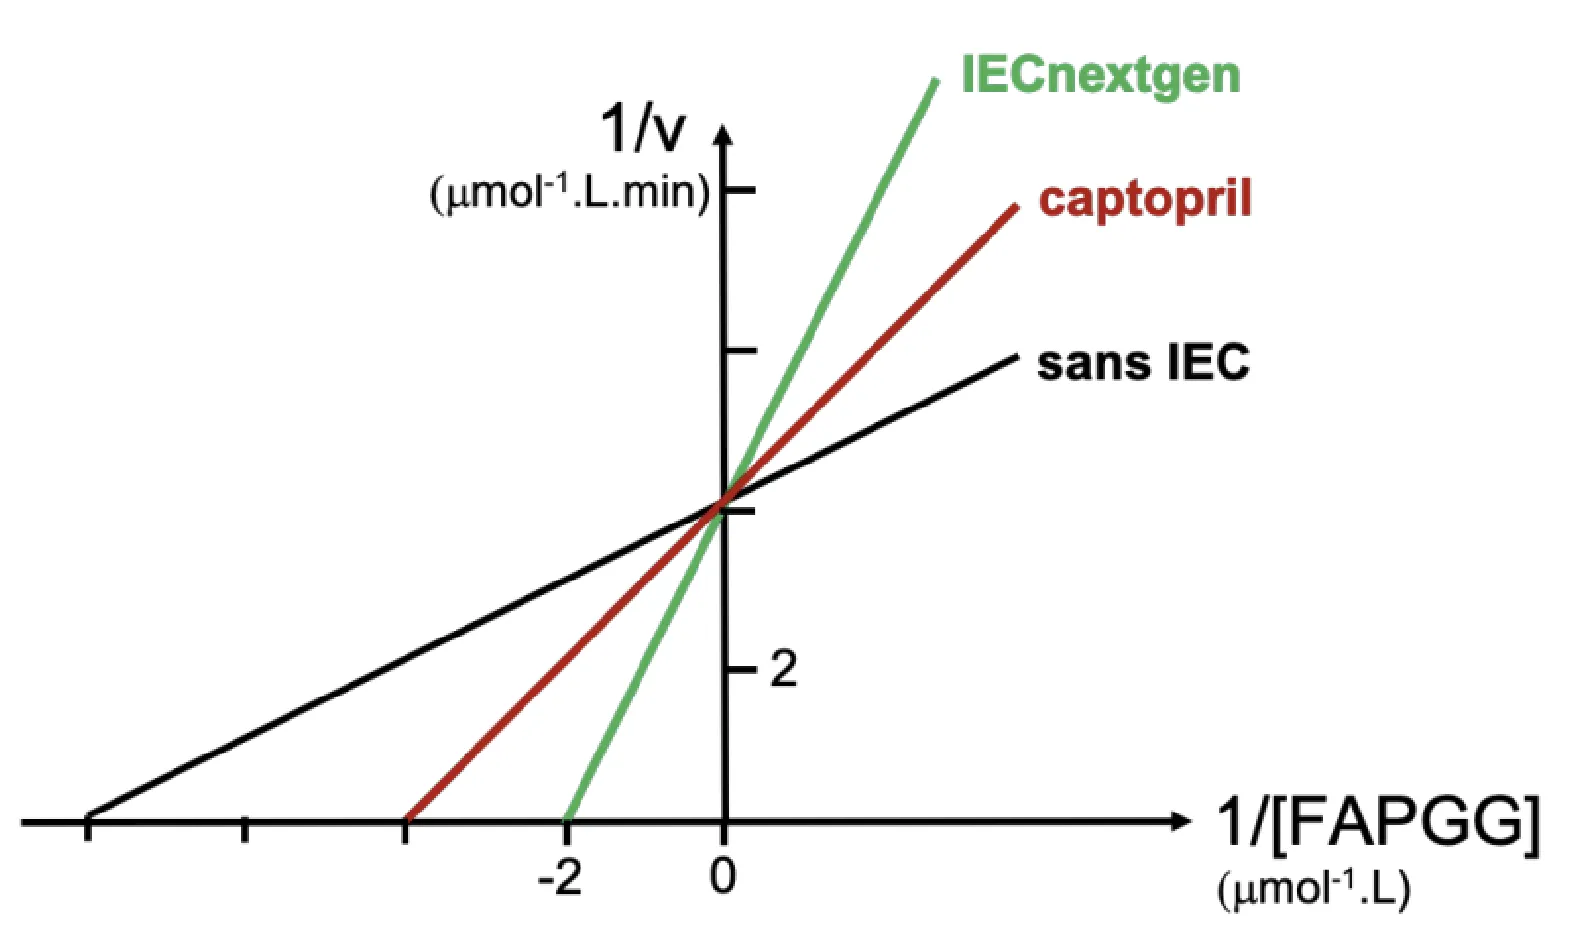 IECnextgen
1/v
(μmol⁻¹.L.min)
captopril
sans IEC
2
1/[FAPGG]
-2
0
(μmol⁻¹.L)